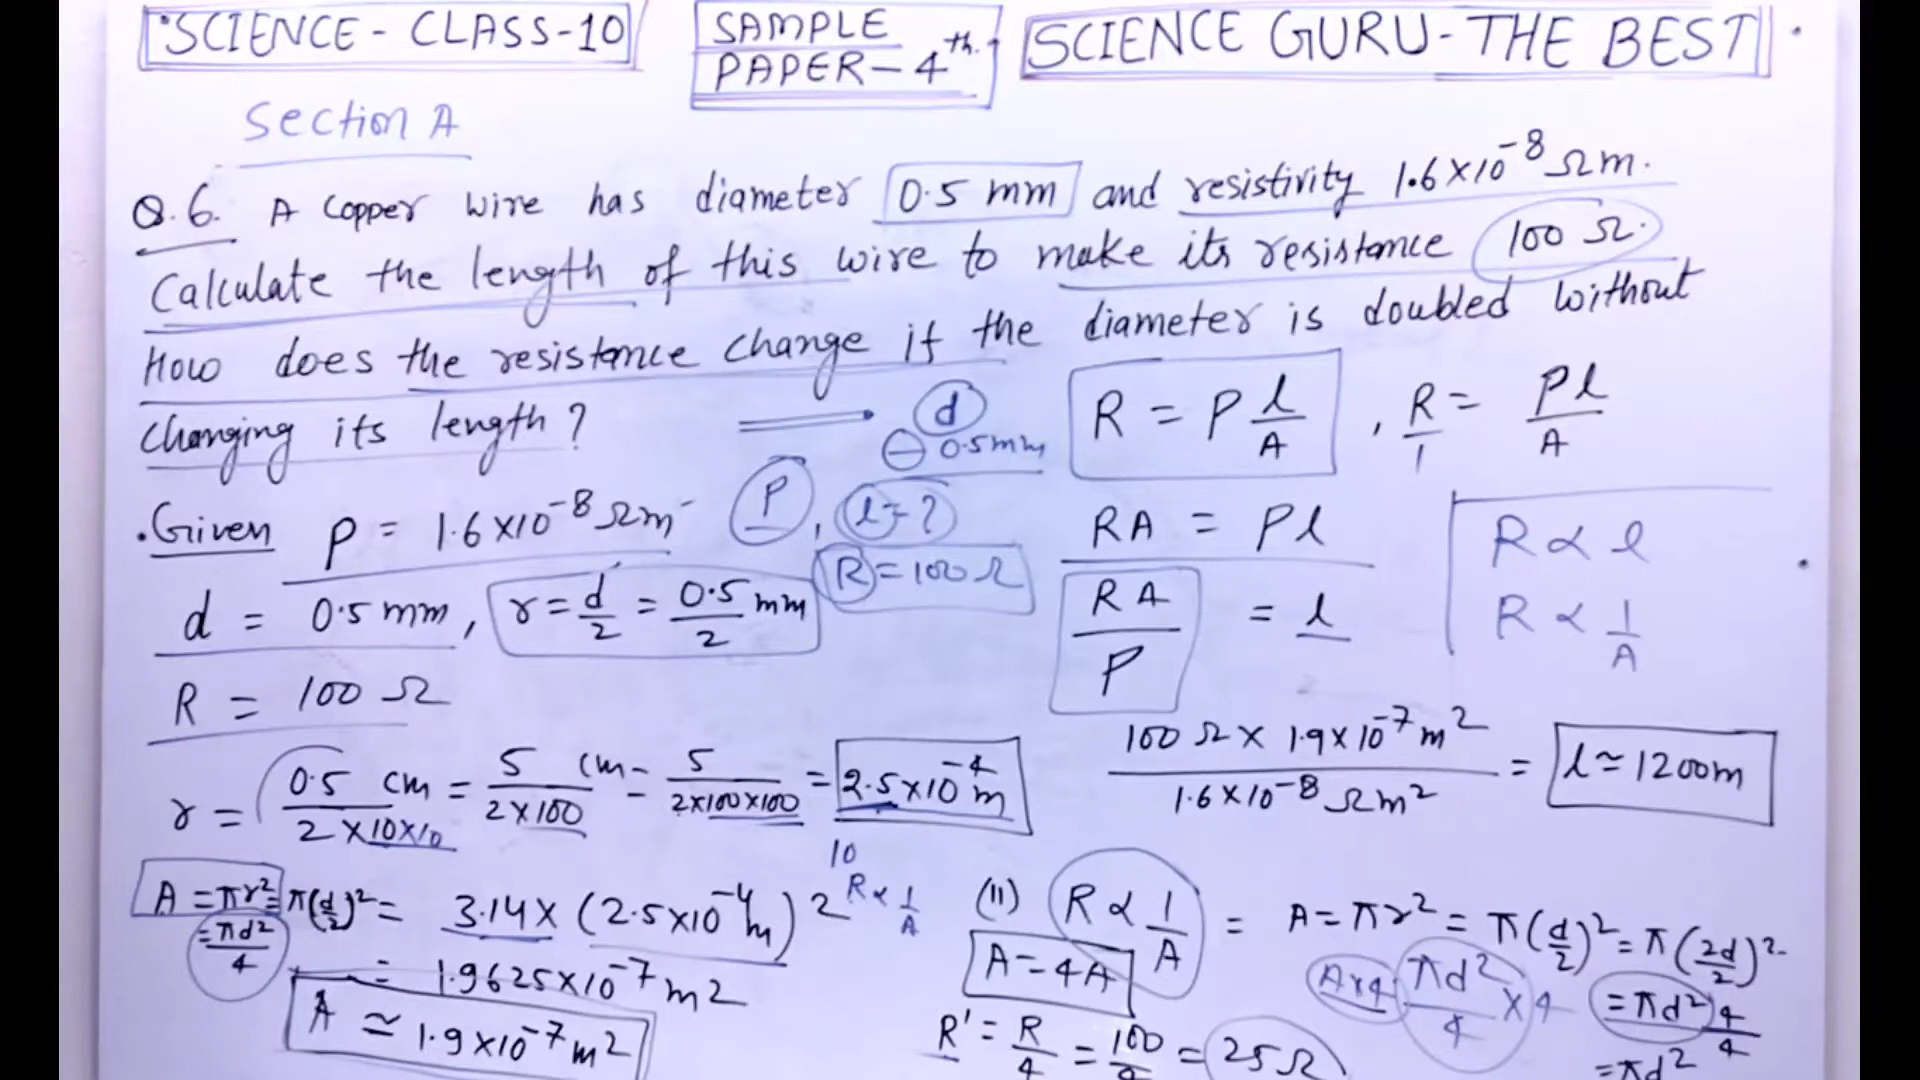 SCIENCE - CLASS-10
SAMPLE
PAPER - 4th.
SCIENCE GURU - THE BEST
Section A
Q.6. A Copper wire has diameter 0.5 mm and resistivity 1.6×10⁻⁸ Ωm.
Calculate the length of this wire to make its resistance 100 Ω.
How does the resistance change if the diameter is doubled without
changing its length?
d
0.5mm
R = P l/A , R/1 = Pl/A
Given P = 1.6×10⁻⁸ Ωm
P , l = ?
R = 100 Ω
RA = Pl
R ∝ l
d = 0.5 mm, r = d/2 = 0.5/2 mm
RA/P = l
R ∝ 1/A
R = 100 Ω
r = 0.5/2×10×10 cm = 5/2×100 cm = 5/2×100×100 = 2.5×10⁻⁴ m
100 Ω × 1.9×10⁻⁷ m²/1.6×10⁻⁸ Ωm² = l ≃ 1200m
10
R ∝ 1/A
A = πr² = π(d/2)² = 3.14× (2.5×10⁻⁴ m)2
= πd²/4
= 1.9625×10⁻⁷ m2
A ≃ 1.9×10⁻⁷ m2
(11) R ∝ 1/A = A = πr² = π(d/2)² = π(2d/2)²
A = 4A
A×4 πd²/4 ×4
= πd² 4/4
= πd²
R' = R/4 = 100/4 = 25Ω